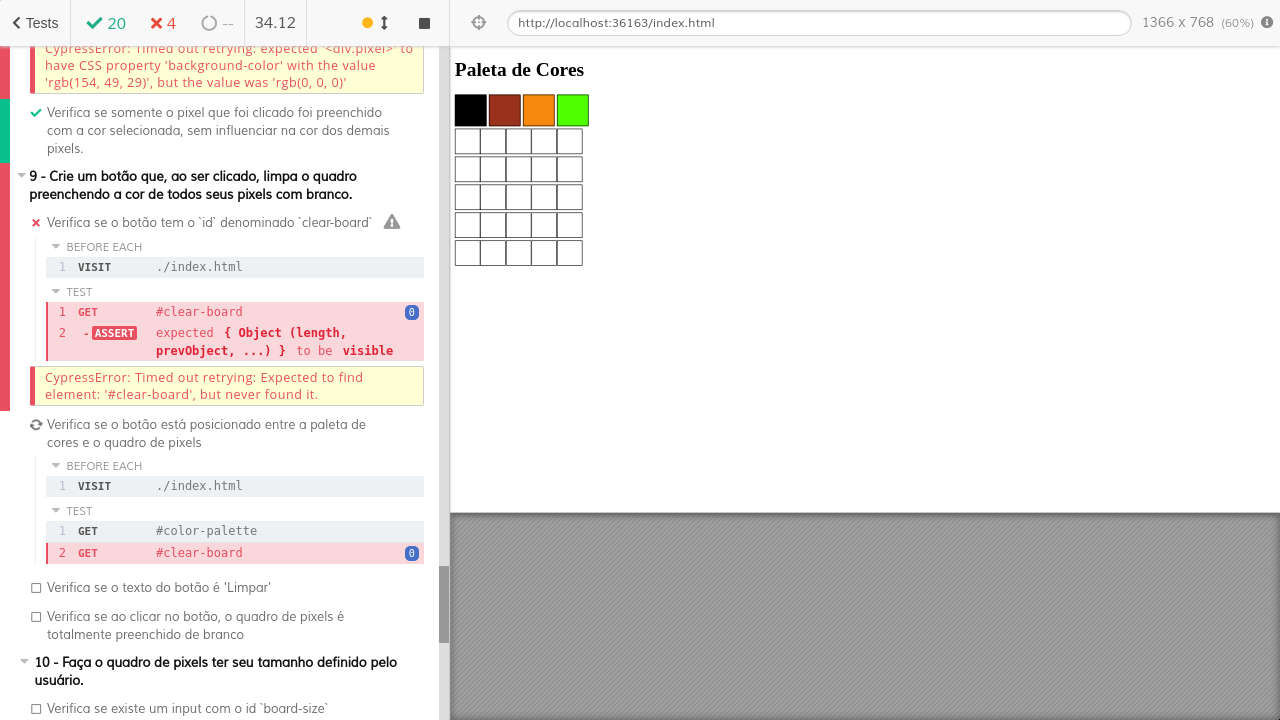 Tests 20 4 -- 34.12 http://localhost:36163/index.html 1366 x 768 (60%)
CypressError: Timed out retrying: expected '<div.pixel>' to
have CSS property 'background-color' with the value
'rgb(154, 49, 29)', but the value was 'rgb(0, 0, 0)'
Verifica se somente o pixel que foi clicado foi preenchido
com a cor selecionada, sem influenciar na cor dos demais
pixels.
9 - Crie um botão que, ao ser clicado, limpa o quadro
preenchendo a cor de todos seus pixels com branco.
Verifica se o botão tem o `id` denominado `clear-board`
BEFORE EACH
1 VISIT ./index.html
TEST
1 GET #clear-board 0
2 -ASSERT expected { Object (length,
prevObject, ...) } to be visible
CypressError: Timed out retrying: Expected to find
element: '#clear-board', but never found it.
Verifica se o botão está posicionado entre a paleta de
cores e o quadro de pixels
BEFORE EACH
1 VISIT ./index.html
TEST
1 GET #color-palette
2 GET #clear-board 0
Verifica se o texto do botão é 'Limpar'
Verifica se ao clicar no botão, o quadro de pixels é
totalmente preenchido de branco
10 - Faça o quadro de pixels ter seu tamanho definido pelo
usuário.
Verifica se existe um input com o id `board-size`
Paleta de Cores